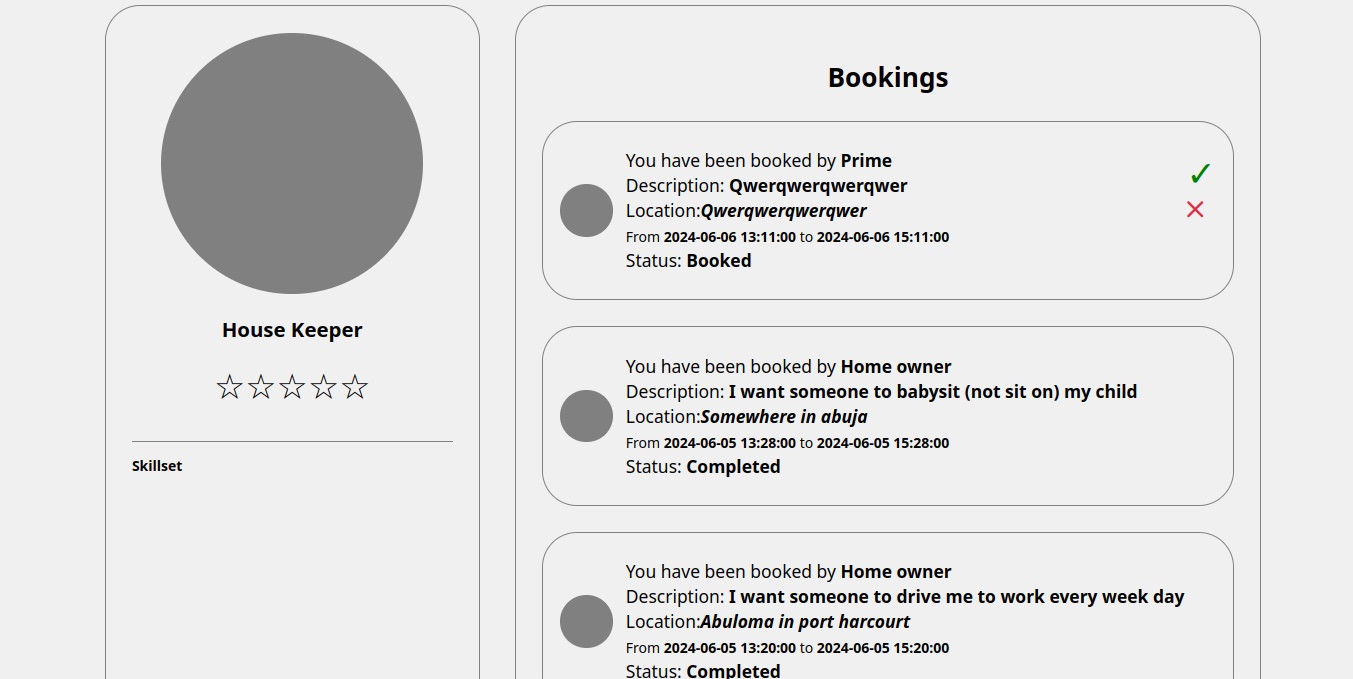 House Keeper
☆☆☆☆☆
Skillset
Bookings
You have been booked by Prime
Description: Qwerqwerqwerqwer
Location:Qwerqwerqwerqwer
From 2024-06-06 13:11:00 to 2024-06-06 15:11:00
Status: Booked
You have been booked by Home owner
Description: I want someone to babysit (not sit on) my child
Location:Somewhere in abuja
From 2024-06-05 13:28:00 to 2024-06-05 15:28:00
Status: Completed
You have been booked by Home owner
Description: I want someone to drive me to work every week day
Location:Abuloma in port harcourt
From 2024-06-05 13:20:00 to 2024-06-05 15:20:00
Status: Completed